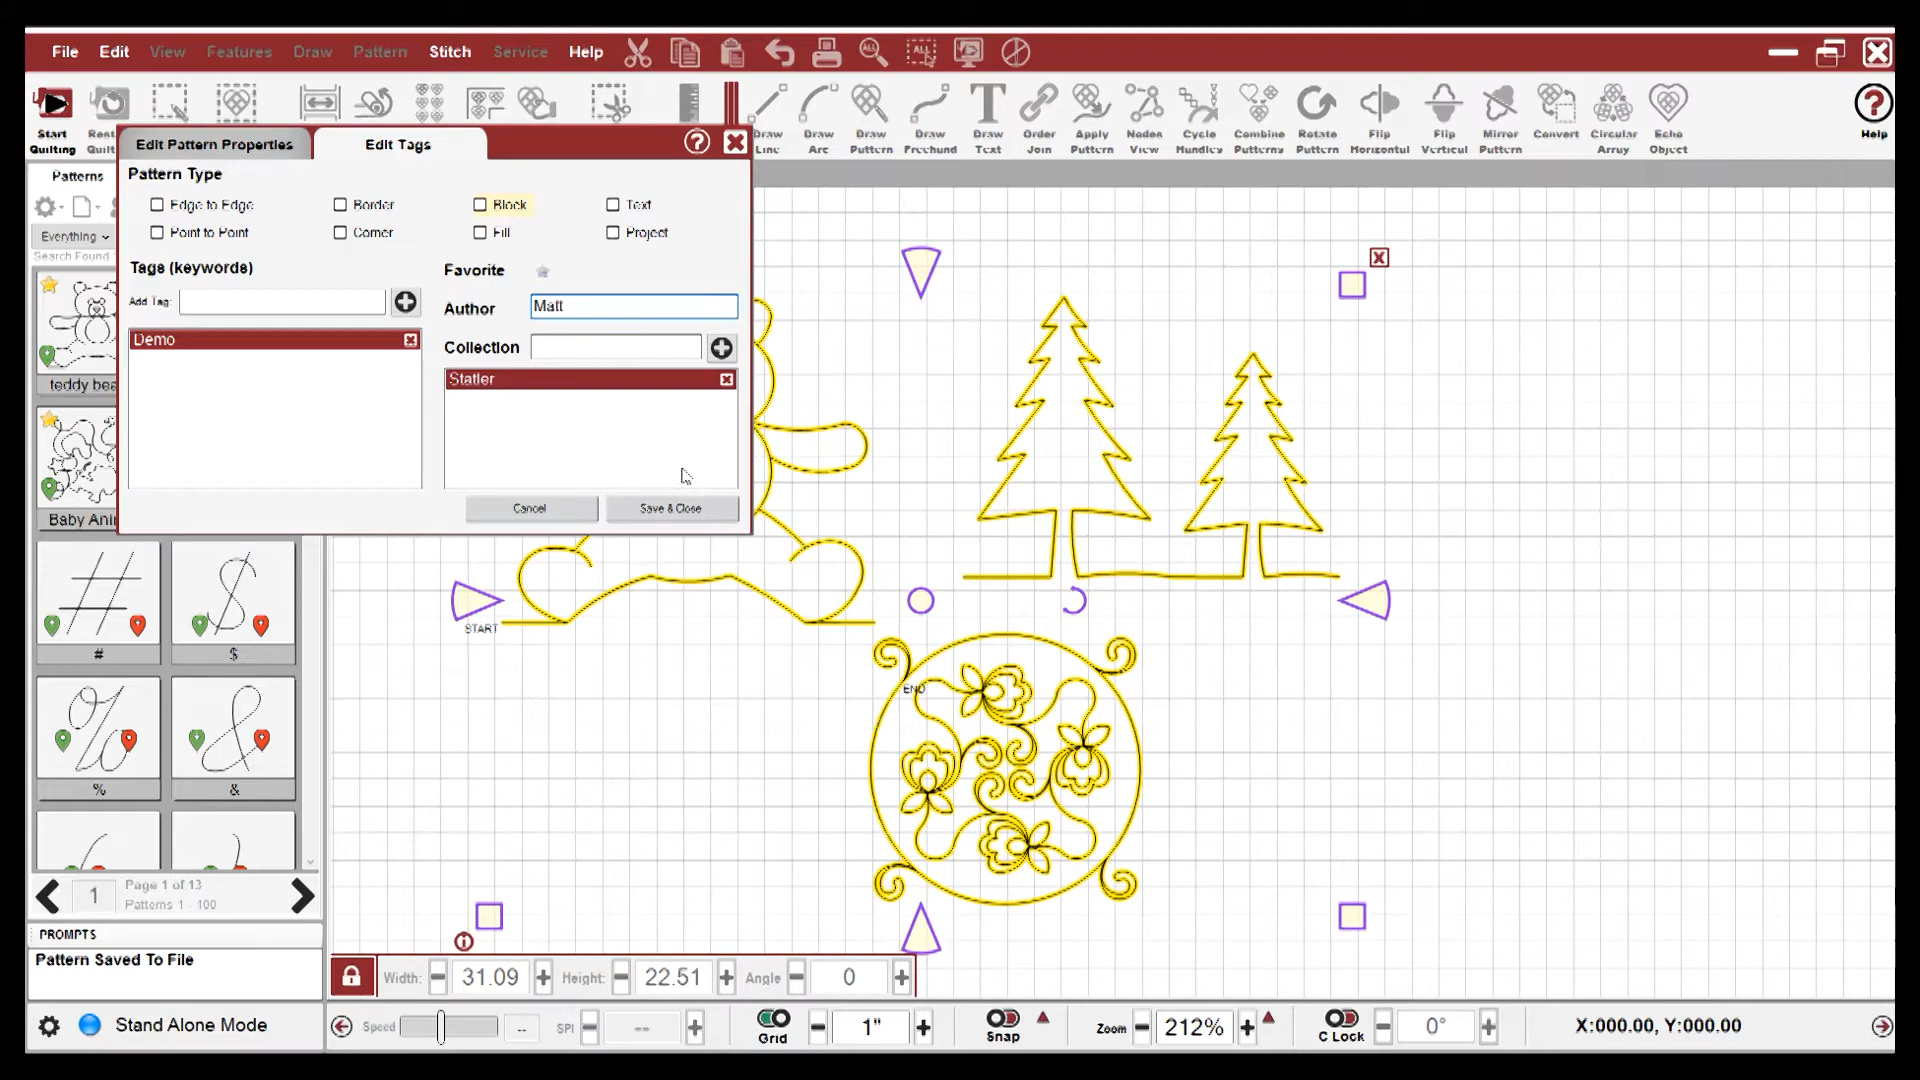 File Edit View Features Draw Pattern Stitch Service Help
Start Quilting
Draw Line
Draw Arc
Draw Pattern
Draw Freehand
Draw Text
Order Join
Apply Pattern
Nodes View
Cycle Handles
Combine Patterns
Rotate Pattern
Flip Horizontal
Flip Vertical
Mirror Pattern
Convert
Circular Array
Echo Object
Help
Edit Pattern Properties
Edit Tags
Patterns
Pattern Type
Edge to Edge
Border
Block
Text
Point to Point
Corner
Fill
Project
Everything
Search Found
Tags (keywords)
Favorite
Add Tag:
Author Matt
Demo
Collection
Statler
teddy bea
Baby Ani
Cancel
Save & Close
START
END
# $
% &
1
Page 1 of 13
Patterns 1 - 100
PROMPTS
Pattern Saved To File
Width: 31.09 Height: 22.51 Angle 0
Stand Alone Mode
Speed -- SPI --
Grid 1"
Snap
Zoom 212%
C Lock 0°
X:000.00, Y:000.00